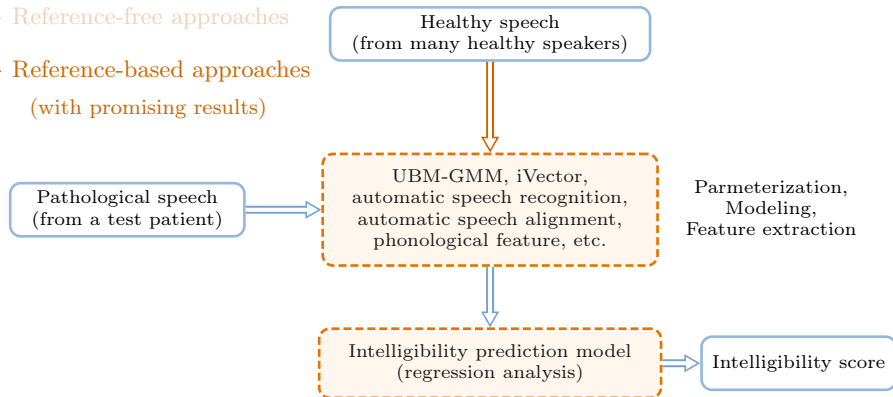 - Reference-free approaches
- Reference-based approaches
(with promising results)
Healthy speech
(from many healthy speakers)
Pathological speech
(from a test patient)
UBM-GMM, iVector,
automatic speech recognition,
automatic speech alignment,
phonological feature, etc.
Parmeterization,
Modeling,
Feature extraction
Intelligibility prediction model
(regression analysis)
Intelligibility score